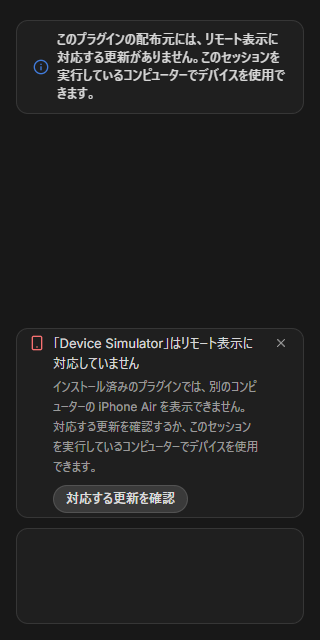 このプラグインの配布元には、リモート表示に
対応する更新がありません。このセッションを
実行しているコンピューターでデバイスを使用で
きます。
「Device Simulator」はリモート表示に
対応していません
インストール済みのプラグインでは、別のコンピ
ューターの iPhone Air を表示できません。
対応する更新を確認するか、このセッション
を実行しているコンピューターでデバイスを使用
できます。
対応する更新を確認